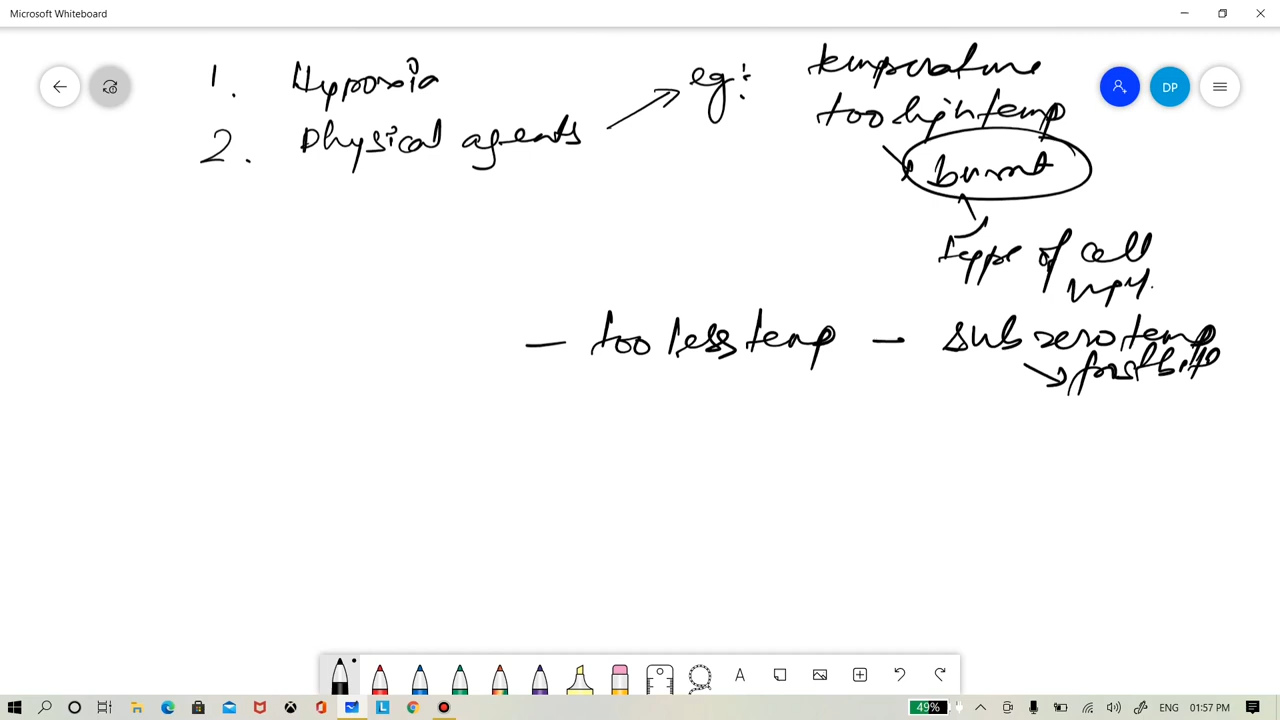 Microsoft Whiteboard
DP
1. Hypoxia
2. Physical agents
eg: temperature
too high temp
burnt
type of cell
- too less temp - sub zero temp
frostbite
A
49%
ENG
01:57 PM